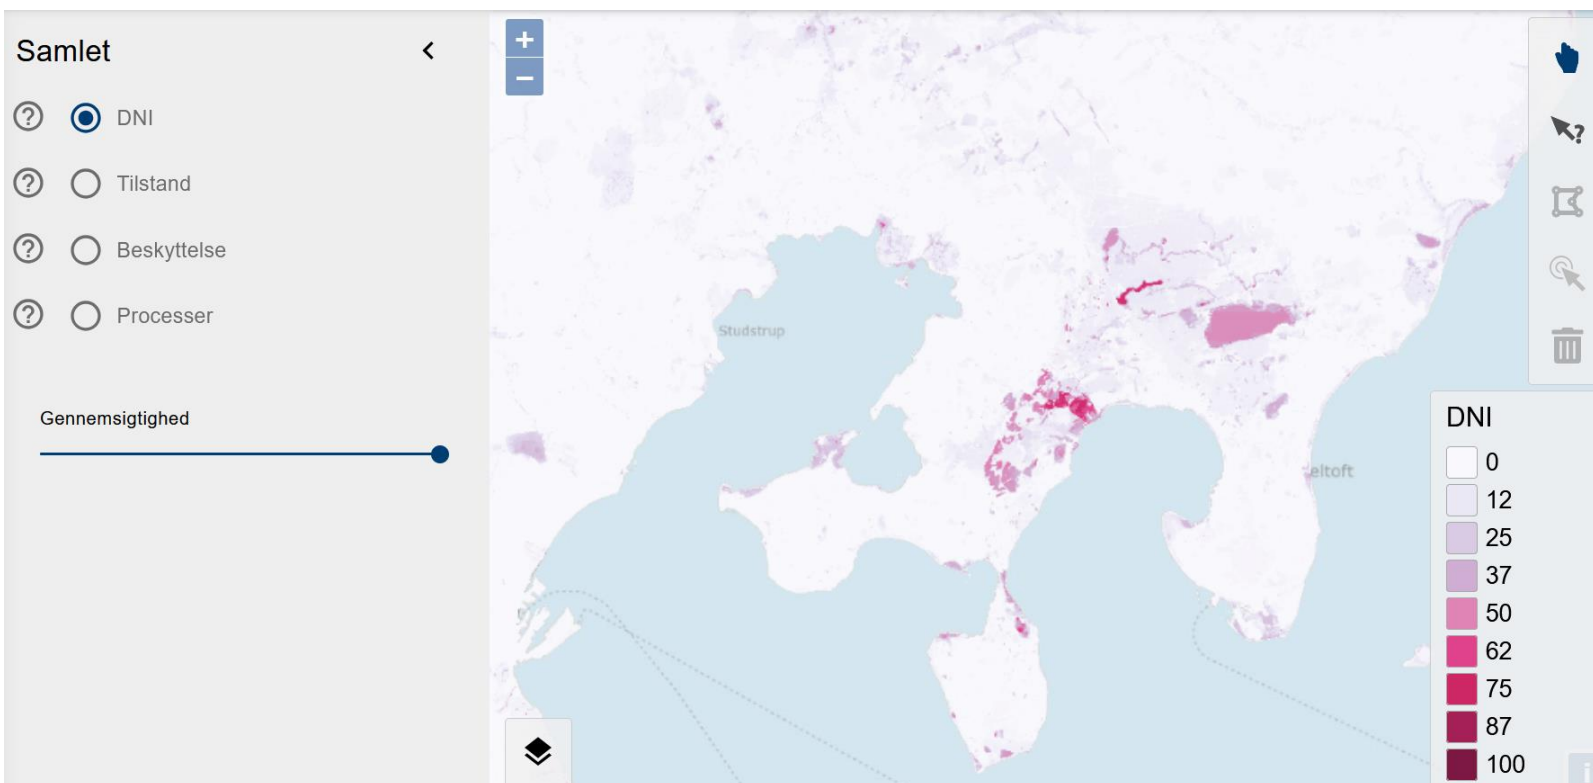 Samlet
DNI
Tilstand
Beskyttelse
Processer
Gennemsigtighed
+
−
Studstrup
eltoft
DNI
0
12
25
37
50
62
75
87
100